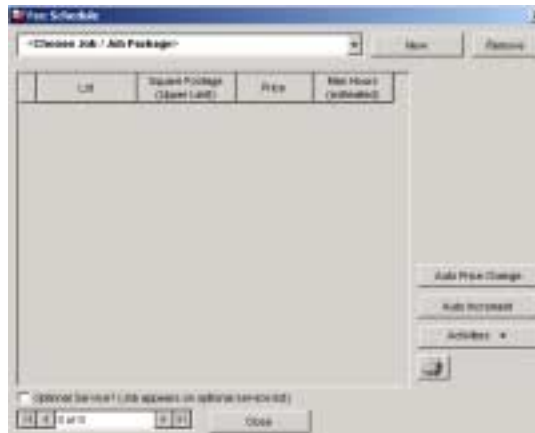 Fee Schedule
<Choose Job / Job Package>
New
Remove
Lot
Square Footage
(Upper Limit)
Price
Man Hours
(estimated)
Auto Price Change
Auto Increment
Activities
Optional Service? (Job appears on optional service list)
0 of 0
Close